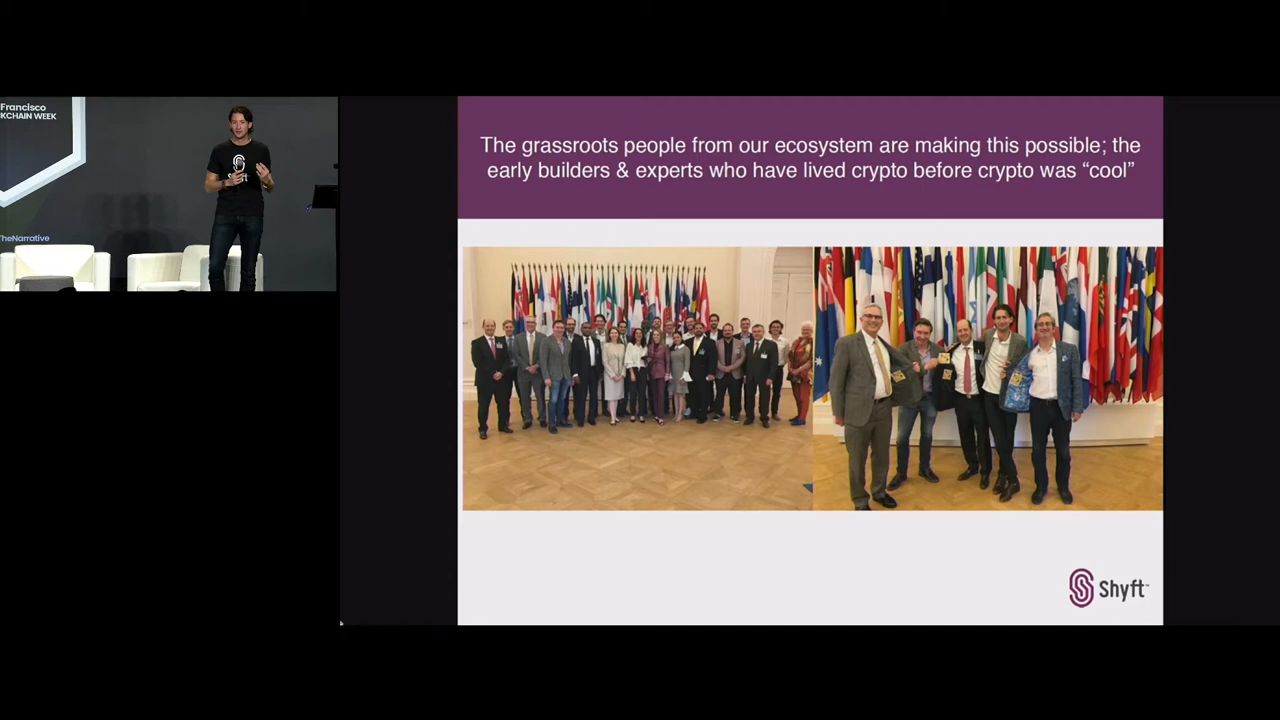 Francisco
KCHAIN WEEK
TheNarrative
The grassroots people from our ecosystem are making this possible; the
early builders & experts who have lived crypto before crypto was “cool”
Shyft™